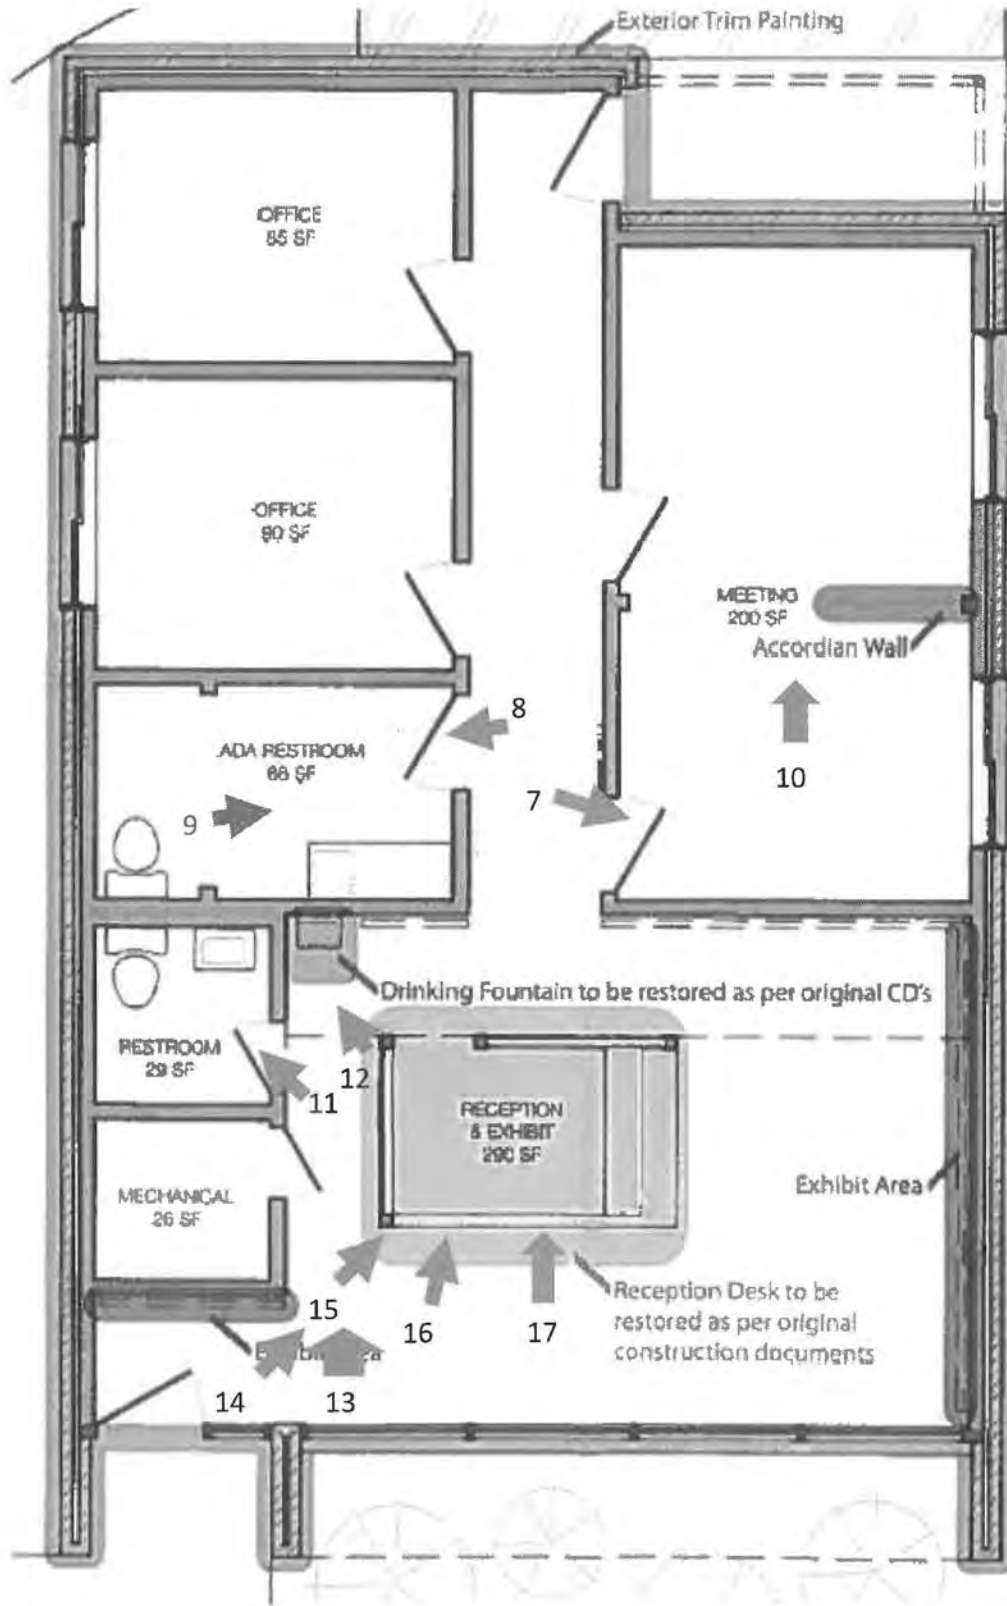 Exterior Trim Painting
OFFICE
85 SF
OFFICE
90 SF
MEETING
200 SF
Accordian Wall
8
ADA RESTROOM
68 SF
7
10
9
Drinking Fountain to be restored as per original CD's
RESTROOM
29 SF
12
11
RECEPTION
& EXHIBIT
290 SF
MECHANICAL
26 SF
Exhibit Area
15
16
17
Reception Desk to be
restored as per original
construction documents
Exhibit Area
14
13